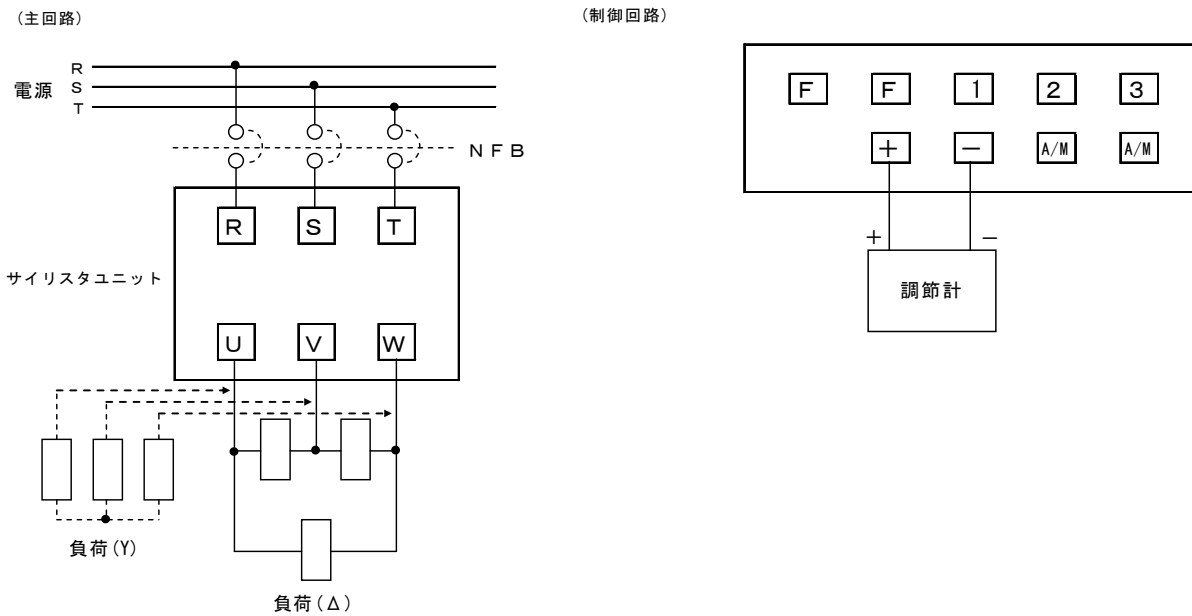 (主回路)
(制御回路)
R
電源 S
T
NFB
R S T
サイリスタユニット
U V W
負荷(Y)
負荷(Δ)
F F 1 2 3
+ − A/M A/M
+ −
調節計